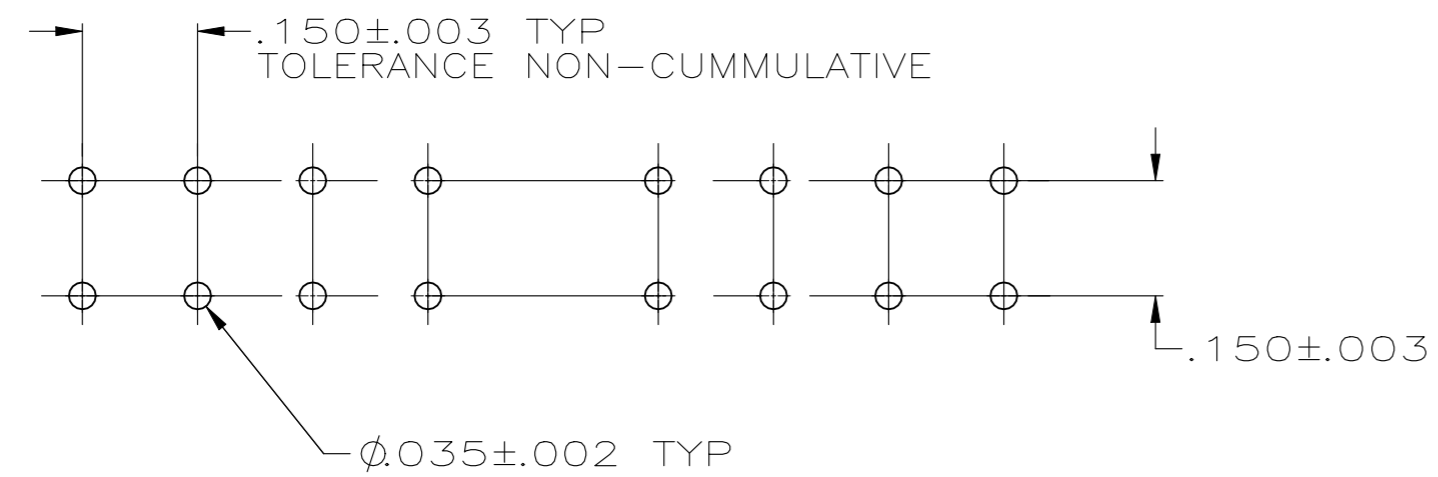 .150±.003 TYP
TOLERANCE NON-CUMMULATIVE
.150±.003
Ø.035±.002 TYP